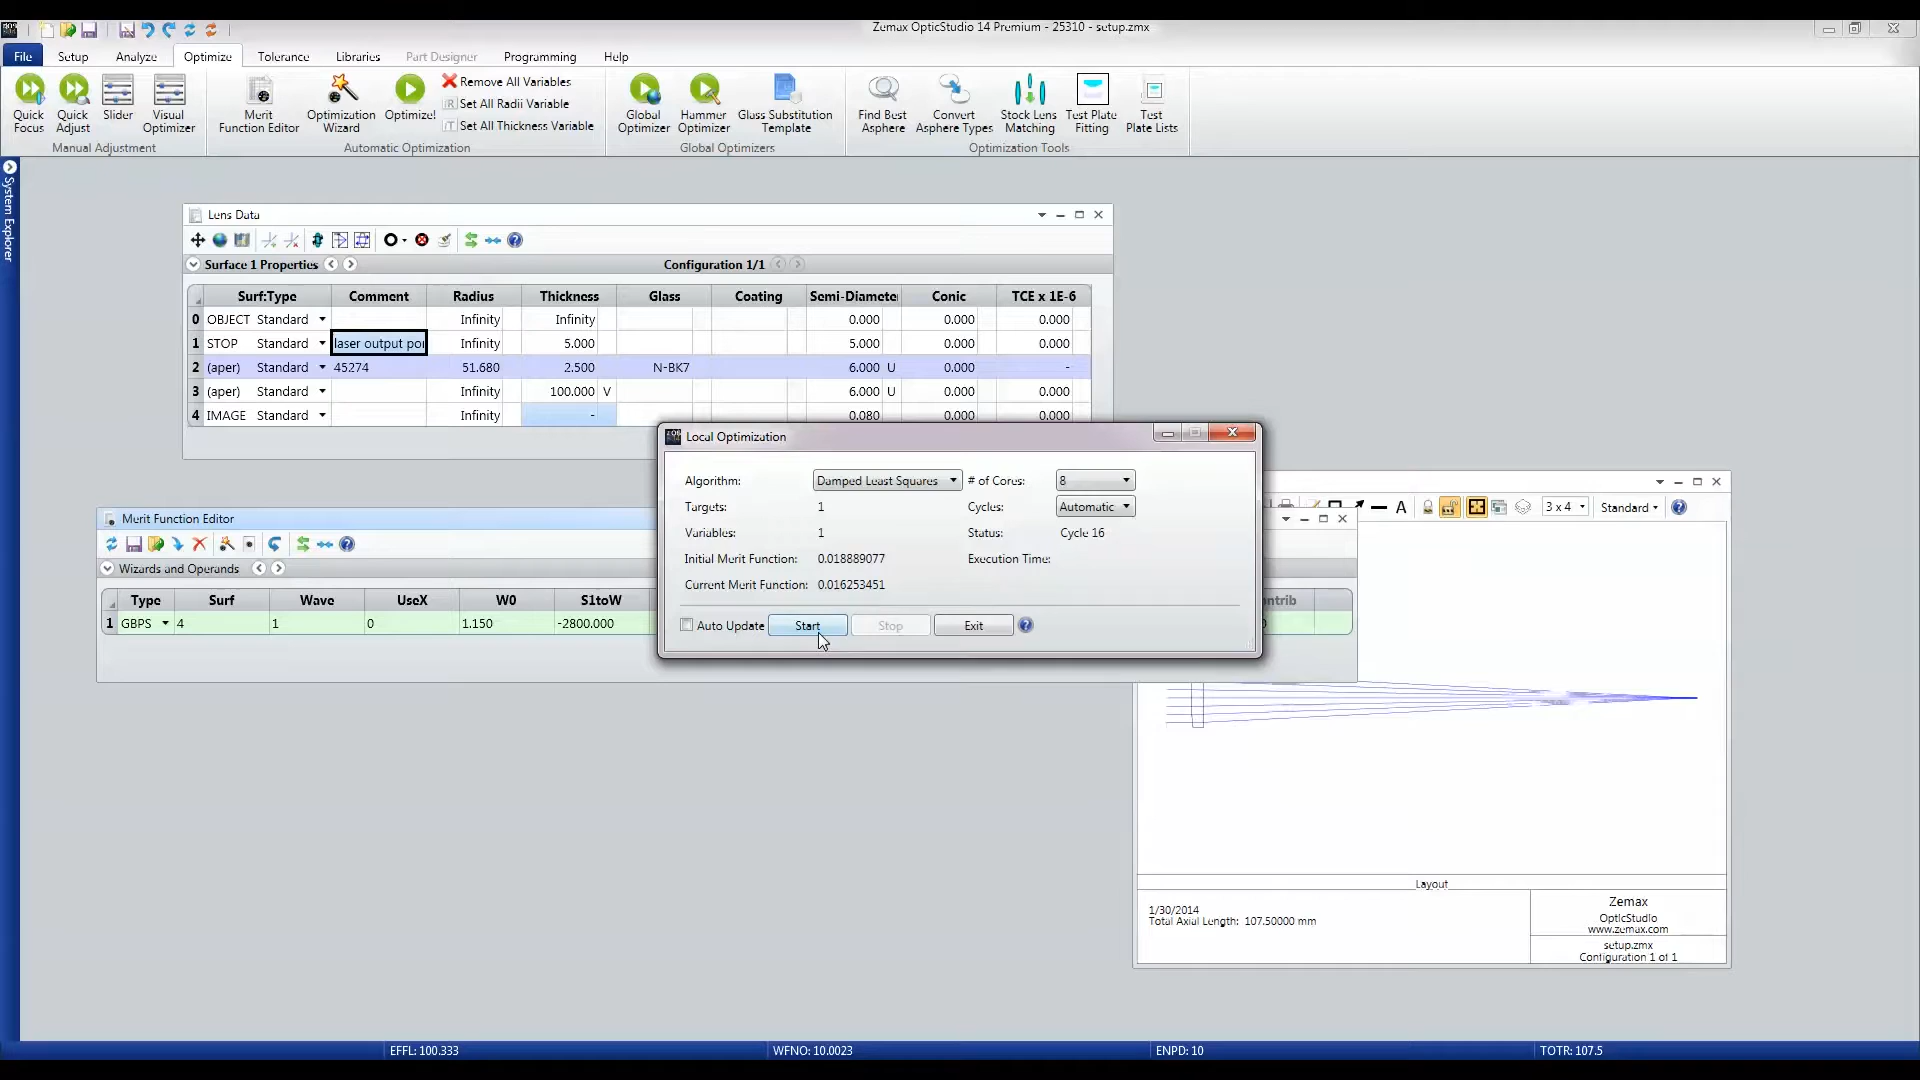 Zemax OpticStudio 14 Premium - 25310 - setup.zmx
File Setup Analyze Optimize Tolerance Libraries Part Designer Programming Help
Quick Focus
Quick Adjust
Slider
Visual Optimizer
Manual Adjustment
Merit Function Editor
Optimization Wizard
Optimize!
Remove All Variables
Set All Radii Variable
Set All Thickness Variable
Automatic Optimization
Global Optimizer
Hammer Optimizer
Glass Substitution Template
Global Optimizers
Find Best Asphere
Convert Asphere Types
Stock Lens Matching
Test Plate Fitting
Test Plate Lists
Optimization Tools
System Explorer
Lens Data
Surface 1 Properties Configuration 1/1
Surf:Type Comment Radius Thickness Glass Coating Semi-Diamete Conic TCE x 1E-6
0 OBJECT Standard Infinity Infinity 0.000 0.000 0.000
1 STOP Standard laser output poi Infinity 5.000 5.000 0.000 0.000
2 (aper) Standard 45274 51.680 2.500 N-BK7 6.000 U 0.000 -
3 (aper) Standard Infinity 100.000 V 6.000 U 0.000 0.000
4 IMAGE Standard Infinity - 0.080 0.000 0.000
Local Optimization
Algorithm: Damped Least Squares # of Cores: 8
Targets: 1 Cycles: Automatic
Variables: 1 Status: Cycle 16
Initial Merit Function: 0.018889077 Execution Time:
Current Merit Function: 0.016253451
Auto Update Start Stop Exit
Merit Function Editor
Wizards and Operands
Type Surf Wave UseX W0 S1toW ontrib
1 GBPS 4 1 0 1.150 -2800.000
A 3 x 4 Standard
Layout
1/30/2014
Total Axial Length: 107.50000 mm
Zemax
OpticStudio
www.zemax.com
setup.zmx
Configuration 1 of 1
EFFL: 100.333 WFNO: 10.0023 ENPD: 10 TOTR: 107.5